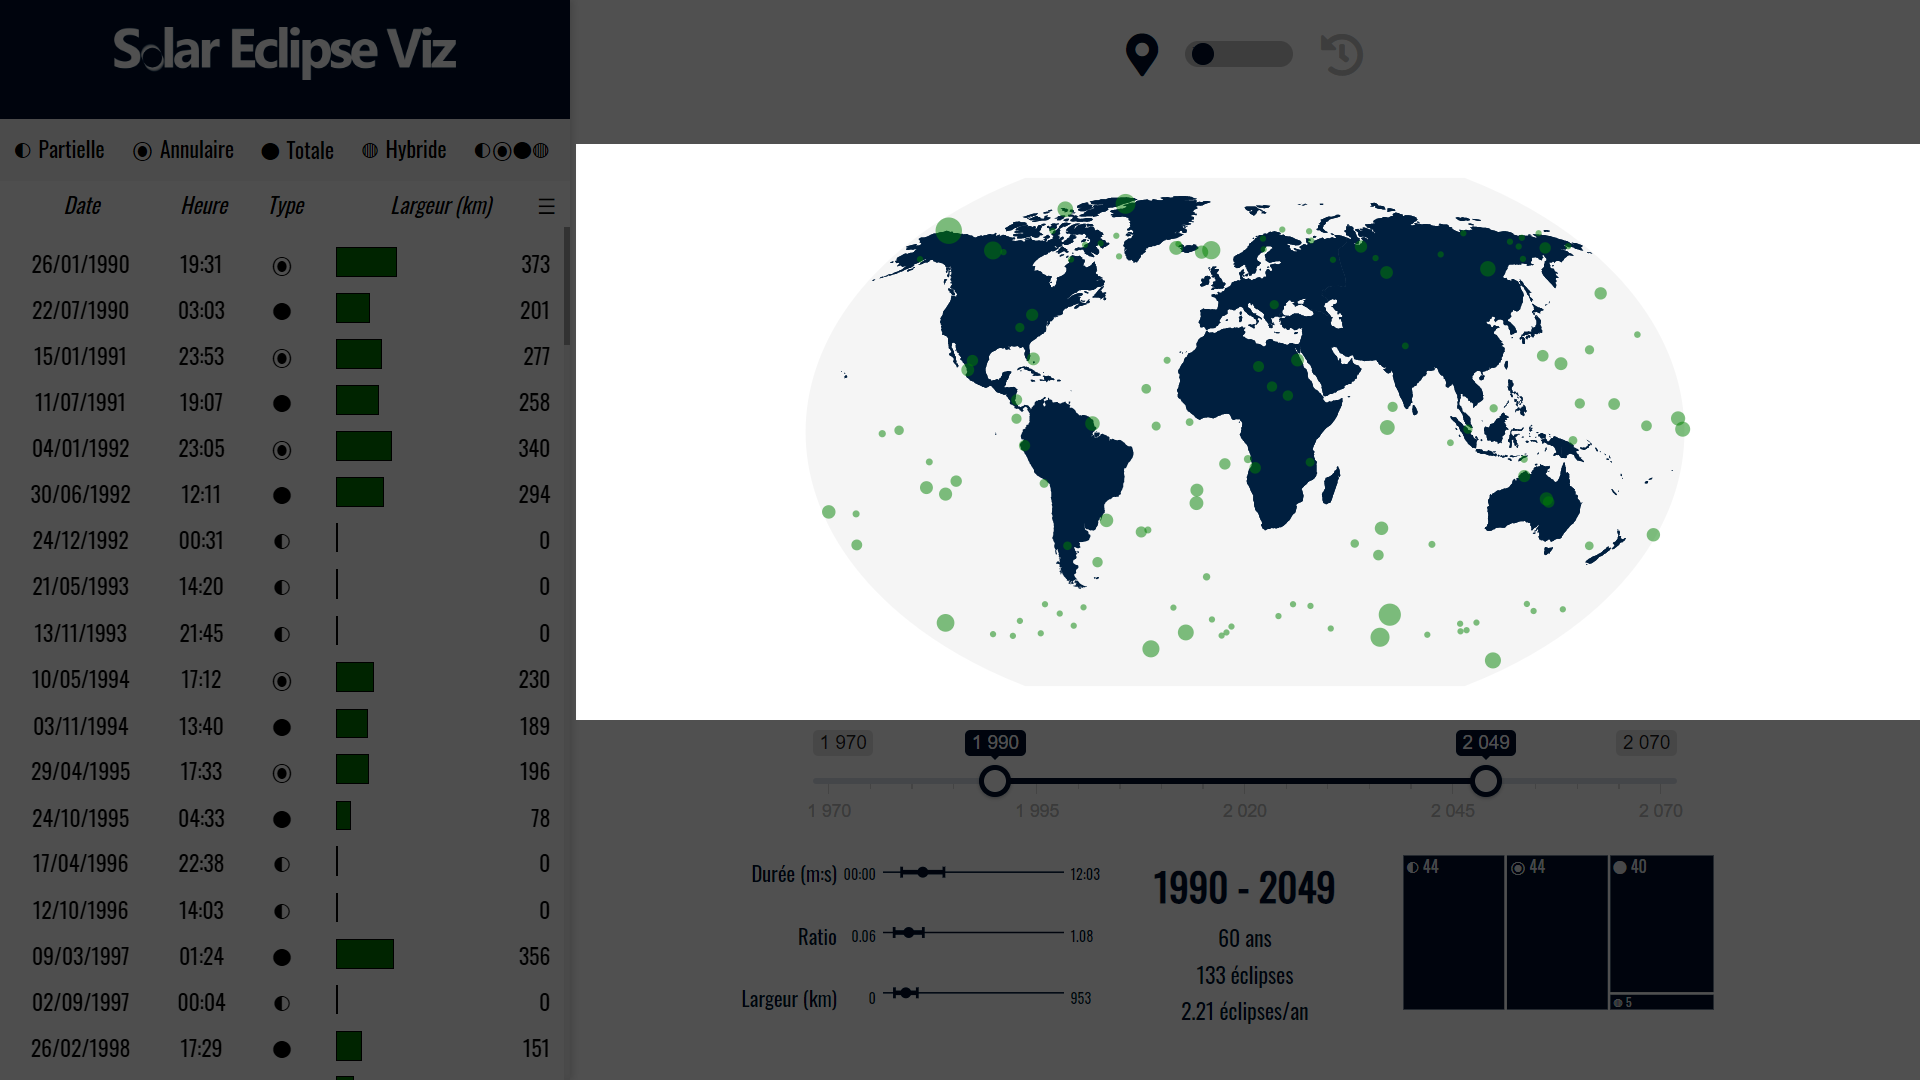 Solar Eclipse Viz
Partielle Annulaire Totale Hybride
Date Heure Type Largeur (km)
26/01/1990 19:31 373
22/07/1990 03:03 201
15/01/1991 23:53 277
11/07/1991 19:07 258
04/01/1992 23:05 340
30/06/1992 12:11 294
24/12/1992 00:31 0
21/05/1993 14:20 0
13/11/1993 21:45 0
10/05/1994 17:12 230
03/11/1994 13:40 189
29/04/1995 17:33 196
24/10/1995 04:33 78
17/04/1996 22:38 0
12/10/1996 14:03 0
09/03/1997 01:24 356
02/09/1997 00:04 0
26/02/1998 17:29 151
1 970 1 990 2 049 2 070
1 970 1 995 2 020 2 045 2 070
Durée (m:s) 00:00 12:03
Ratio 0.06 1.08
Largeur (km) 0 953
1990 - 2049
60 ans
133 éclipses
2.21 éclipses/an
44 44 40
5